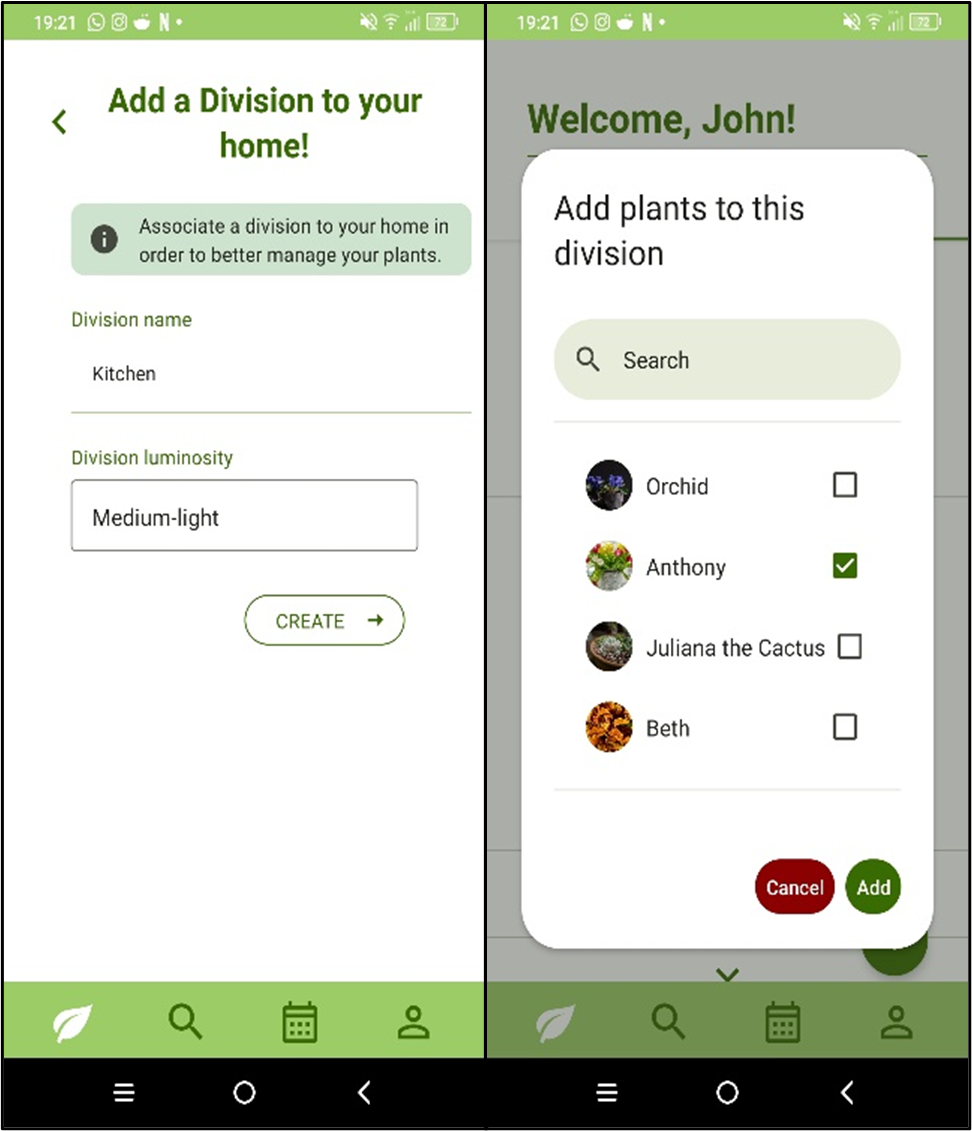 19:21
72
Add a Division to your
home!
Associate a division to your home in
order to better manage your plants.
Division name
Kitchen
Division luminosity
Medium-light
CREATE
19:21
72
Welcome, John!
Add plants to this
division
Search
Orchid
Anthony
Juliana the Cactus
Beth
Cancel
Add